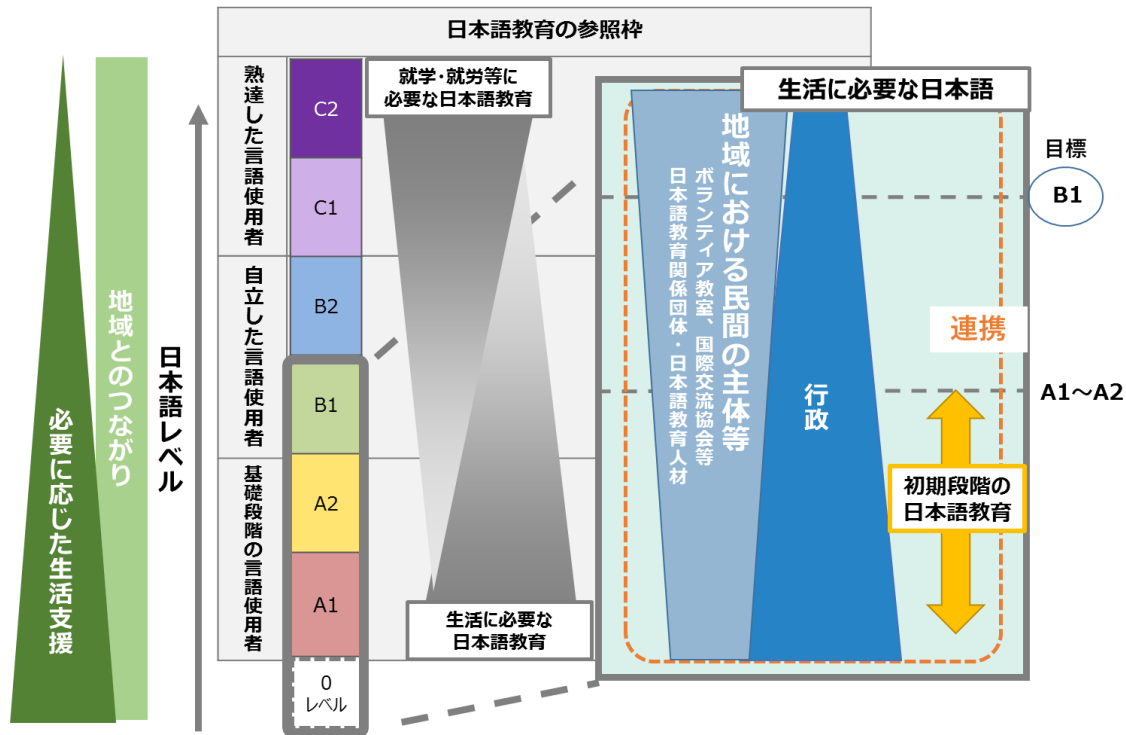 日本語教育の参照枠
必要に応じた生活支援
地域とのつながり
日本語レベル
熟達した言語使用者
自立した言語使用者
基礎段階の言語使用者
C2
C1
B2
B1
A2
A1
0
レベル
就学・就労等に
必要な日本語教育
生活に必要な
日本語教育
生活に必要な日本語
地域における民間の主体等
ボランティア教室、国際交流協会等
日本語教育関係団体・日本語教育人材
行政
連携
初期段階の
日本語教育
目標
B1
A1～A2